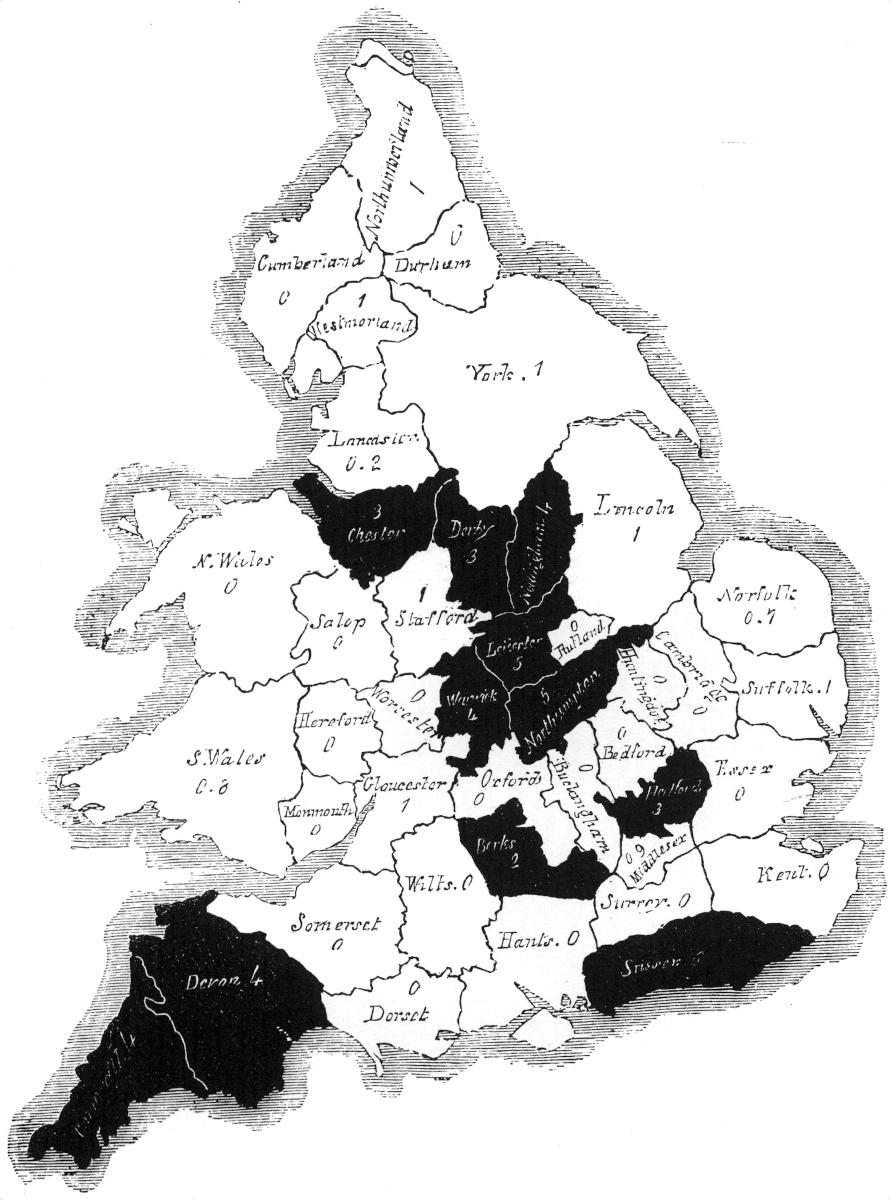 Northumberland
1
0
Durham
Cumberland
0
1
Westmorland
York. 1
Lancaster
0.2
3
Chester
Derby
3
Nottingham 4
Lincoln
1
N. Wales
0
Salop
0
1
Stafford
Leicester
5
0
Rutland
Norfolk
0.7
Cambridge
0
Huntingdon
0
Suffolk. 1
Warwick
4
5
Northampton
0
Worcester
Hereford
0
S. Wales
Gloucester
1
Monmouth
0
Oxford
0
Buckingham
0
0
Bedford
Hertford
3
Essex
0
Berks
2
0.9
Middlesex
Wilts. 0
Surrey. 0
Kent. 0
Somerset
0
Hants. 0
Sussex
Devon 4
0
Dorset
Cornwall